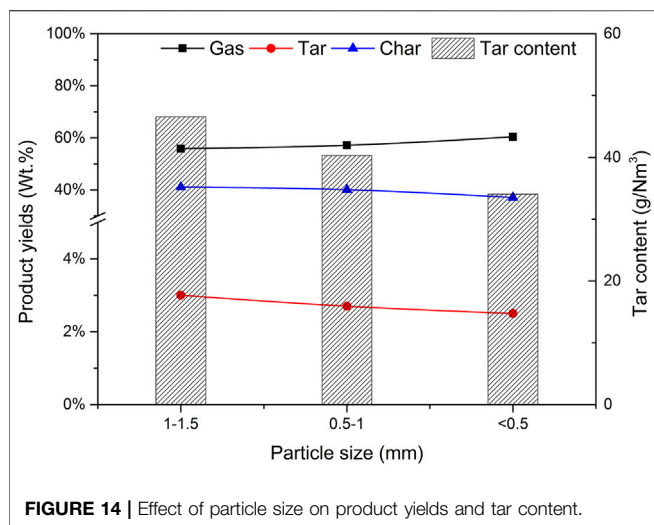 Gas Tar Char Tar content
100%
80%
60%
40%
4%
2%
0%
Product yields (Wt.%)
60
40
20
0
Tar content (g/Nm³)
1-1.5 0.5-1 <0.5
Particle size (mm)
FIGURE 14 | Effect of particle size on product yields and tar content.